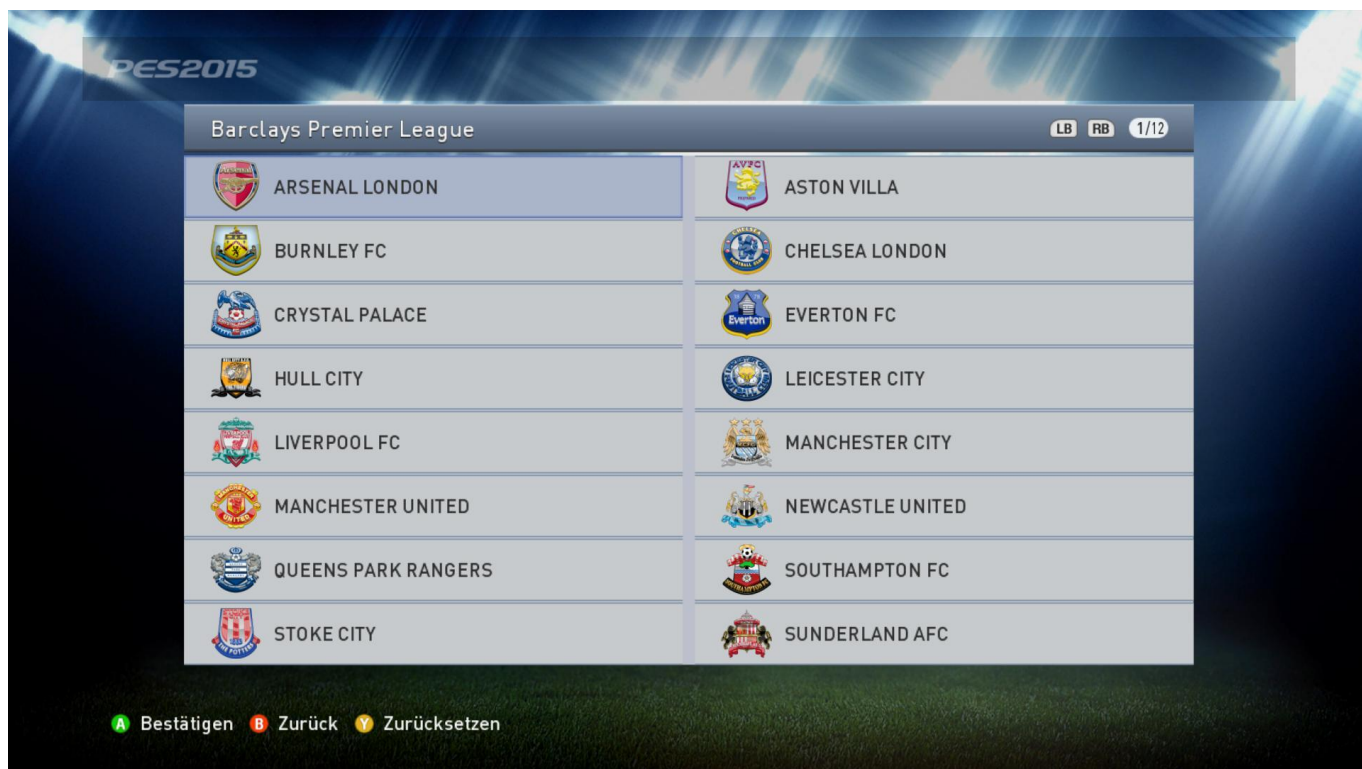 PES2015
Barclays Premier League LB RB 1/12
ARSENAL LONDON ASTON VILLA
BURNLEY FC CHELSEA LONDON
CRYSTAL PALACE EVERTON FC
HULL CITY LEICESTER CITY
LIVERPOOL FC MANCHESTER CITY
MANCHESTER UNITED NEWCASTLE UNITED
QUEENS PARK RANGERS SOUTHAMPTON FC
STOKE CITY SUNDERLAND AFC
A Bestätigen B Zurück Y Zurücksetzen